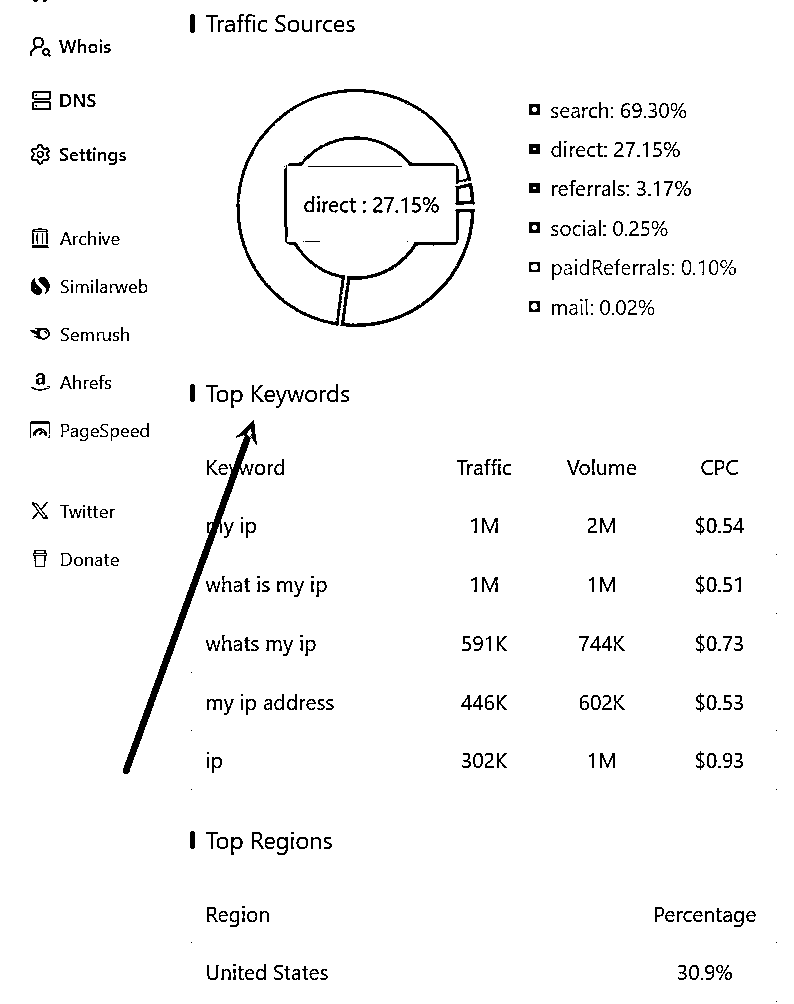 Traffic Sources
Whois
DNS
Settings
Archive
Similarweb
Semrush
Ahrefs
PageSpeed
Twitter
Donate
direct : 27.15%
search: 69.30%
direct: 27.15%
referrals: 3.17%
social: 0.25%
paidReferrals: 0.10%
mail: 0.02%
Top Keywords
Keyword Traffic Volume CPC
my ip 1M 2M $0.54
what is my ip 1M 1M $0.51
whats my ip 591K 744K $0.73
my ip address 446K 602K $0.53
ip 302K 1M $0.93
Top Regions
Region Percentage
United States 30.9%